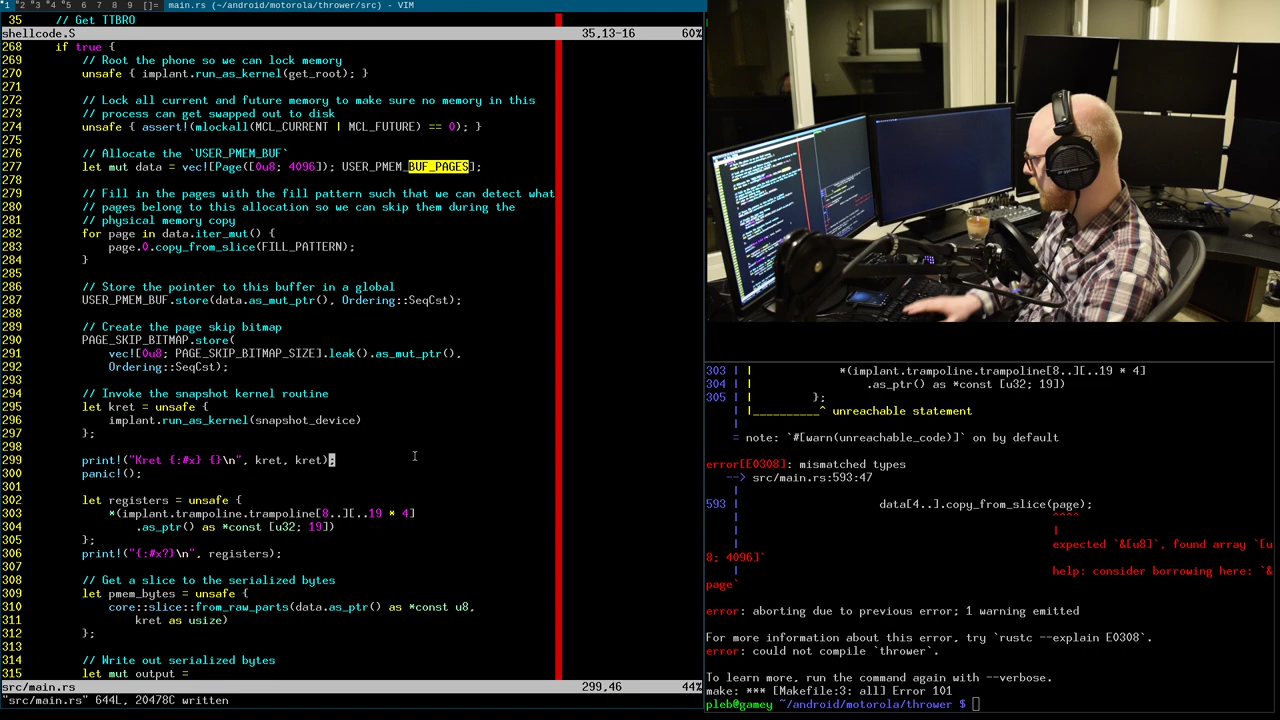 1 2 3 4 5 6 7 8 9 []= main.rs (~/android/motorola/thrower/src) - VIM
35 // Get TTBR0
shellcode.S 35,13-16 60%
268 if true {
269 // Root the phone so we can lock memory
270 unsafe { implant.run_as_kernel(get_root); }
271
272 // Lock all current and future memory to make sure no memory in this
273 // process can get swapped out to disk
274 unsafe { assert!(mlockall(MCL_CURRENT | MCL_FUTURE) == 0); }
275
276 // Allocate the `USER_PMEM_BUF`
277 let mut data = vec![Page([0u8; 4096]); USER_PMEM_BUF_PAGES];
278
279 // Fill in the pages with the fill pattern such that we can detect what
280 // pages belong to this allocation so we can skip them during the
281 // physical memory copy
282 for page in data.iter_mut() {
283 page.0.copy_from_slice(FILL_PATTERN);
284 }
285
286 // Store the pointer to this buffer in a global
287 USER_PMEM_BUF.store(data.as_mut_ptr(), Ordering::SeqCst);
288
289 // Create the page skip bitmap
290 PAGE_SKIP_BITMAP.store(
291 vec![0u8; PAGE_SKIP_BITMAP_SIZE].leak().as_mut_ptr(),
292 Ordering::SeqCst);
293
294 // Invoke the snapshot kernel routine
295 let kret = unsafe {
296 implant.run_as_kernel(snapshot_device)
297 };
298
299 print!("Kret {:#x} {}\n", kret, kret);
300 panic!();
301
302 let registers = unsafe {
303 *(implant.trampoline.trampoline[8..][..19 * 4]
304 .as_ptr() as *const [u32; 19])
305 };
306 print!("{:#x?}\n", registers);
307
308 // Get a slice to the serialized bytes
309 let pmem_bytes = unsafe {
310 core::slice::from_raw_parts(data.as_ptr() as *const u8,
311 kret as usize)
312 };
313
314 // Write out serialized bytes
315 let mut output =
src/main.rs 299,46 44%
"src/main.rs" 644L, 20478C written
303 | | *(implant.trampoline.trampoline[8..][..19 * 4]
304 | | .as_ptr() as *const [u32; 19])
305 | | };
| |__________^ unreachable statement
|
= note: `#[warn(unreachable_code)]` on by default
error[E0308]: mismatched types
--> src/main.rs:593:47
|
593 | data[4..].copy_from_slice(page);
| ^^^^
| |
| expected `&[u8]`, found array `[u
8; 4096]`
| help: consider borrowing here: `&
page`
error: aborting due to previous error; 1 warning emitted
For more information about this error, try `rustc --explain E0308`.
error: could not compile `thrower`.
To learn more, run the command again with --verbose.
make: *** [Makefile:3: all] Error 101
pleb@gamey ~/android/motorola/thrower $